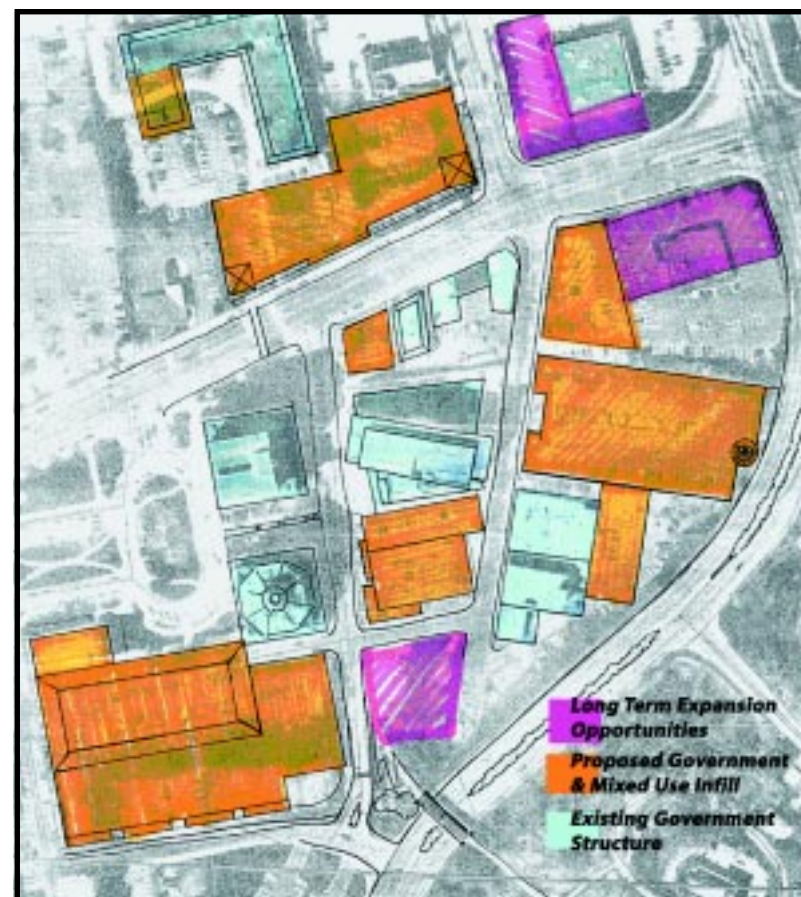 Long Term Expansion
Opportunities
Proposed Government
& Mixed Use Infill
Existing Government
Structure